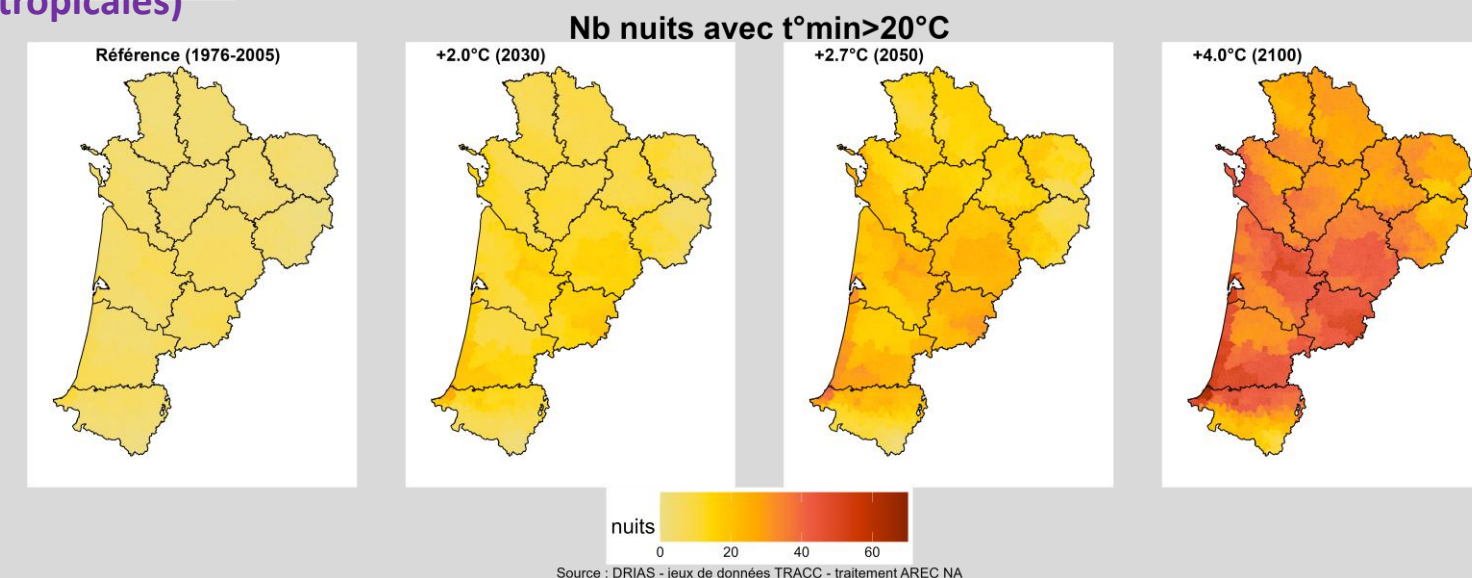 tropicales)
Nb nuits avec t°min>20°C
Référence (1976-2005)
+2.0°C (2030)
+2.7°C (2050)
+4.0°C (2100)
nuits
0 20 40 60
Source : DRIAS - jeux de données TRACC - traitement AREC NA